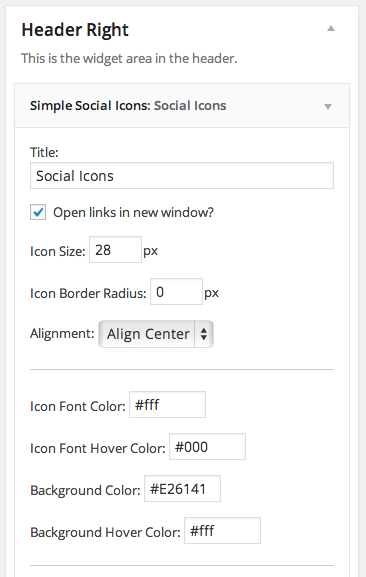 Header Right
This is the widget area in the header.
Simple Social Icons: Social Icons
Title:
Social Icons
Open links in new window?
Icon Size: 28 px
Icon Border Radius: 0 px
Alignment: Align Center
Icon Font Color: #fff
Icon Font Hover Color: #000
Background Color: #E26141
Background Hover Color: #fff